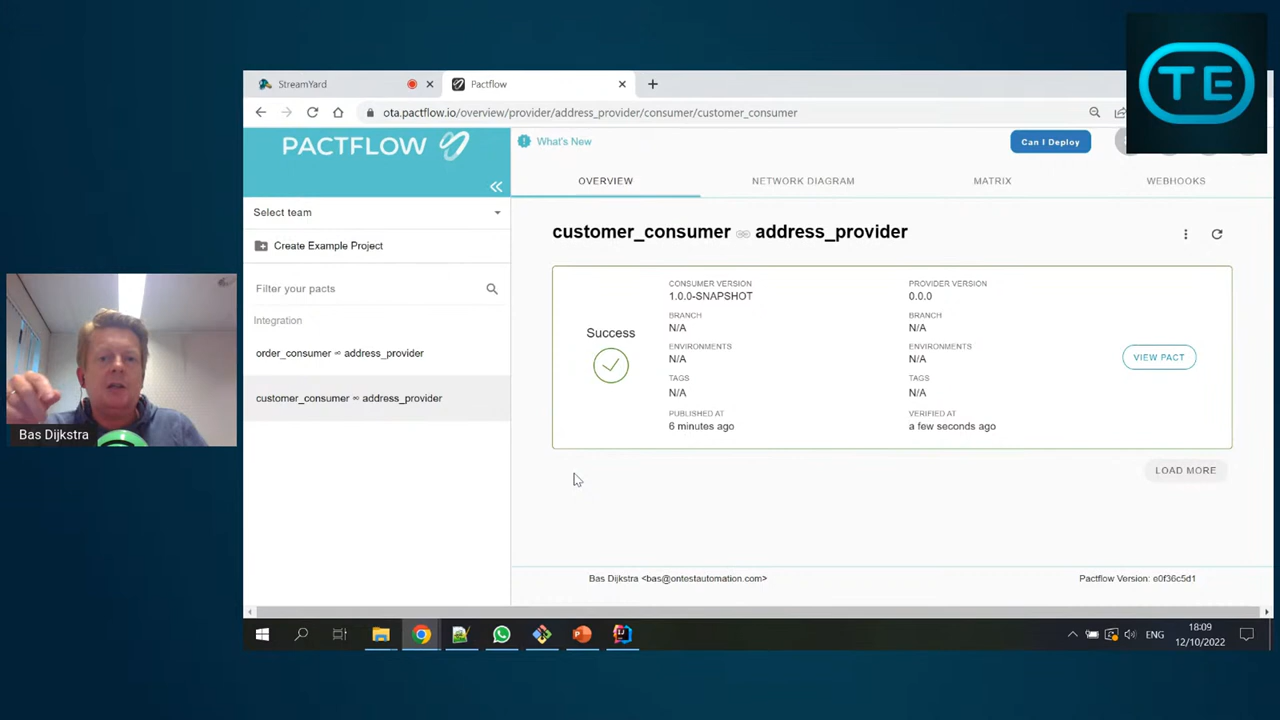 StreamYard
Pactflow
TE
ota.pactflow.io/overview/provider/address_provider/consumer/customer_consumer
PACTFLOW
What's New
Can I Deploy
OVERVIEW
NETWORK DIAGRAM
MATRIX
WEBHOOKS
Select team
Create Example Project
Filter your pacts
Integration
order_consumer ∞ address_provider
customer_consumer ∞ address_provider
customer_consumer address_provider
Success
CONSUMER VERSION
1.0.0-SNAPSHOT
BRANCH
N/A
ENVIRONMENTS
N/A
TAGS
N/A
PUBLISHED AT
6 minutes ago
PROVIDER VERSION
0.0.0
BRANCH
N/A
ENVIRONMENTS
N/A
TAGS
N/A
VERIFIED AT
a few seconds ago
VIEW PACT
LOAD MORE
Bas Dijkstra <bas@ontestautomation.com>
Pactflow Version: e0f36c5d1
Bas Dijkstra
ENG
18:09
12/10/2022